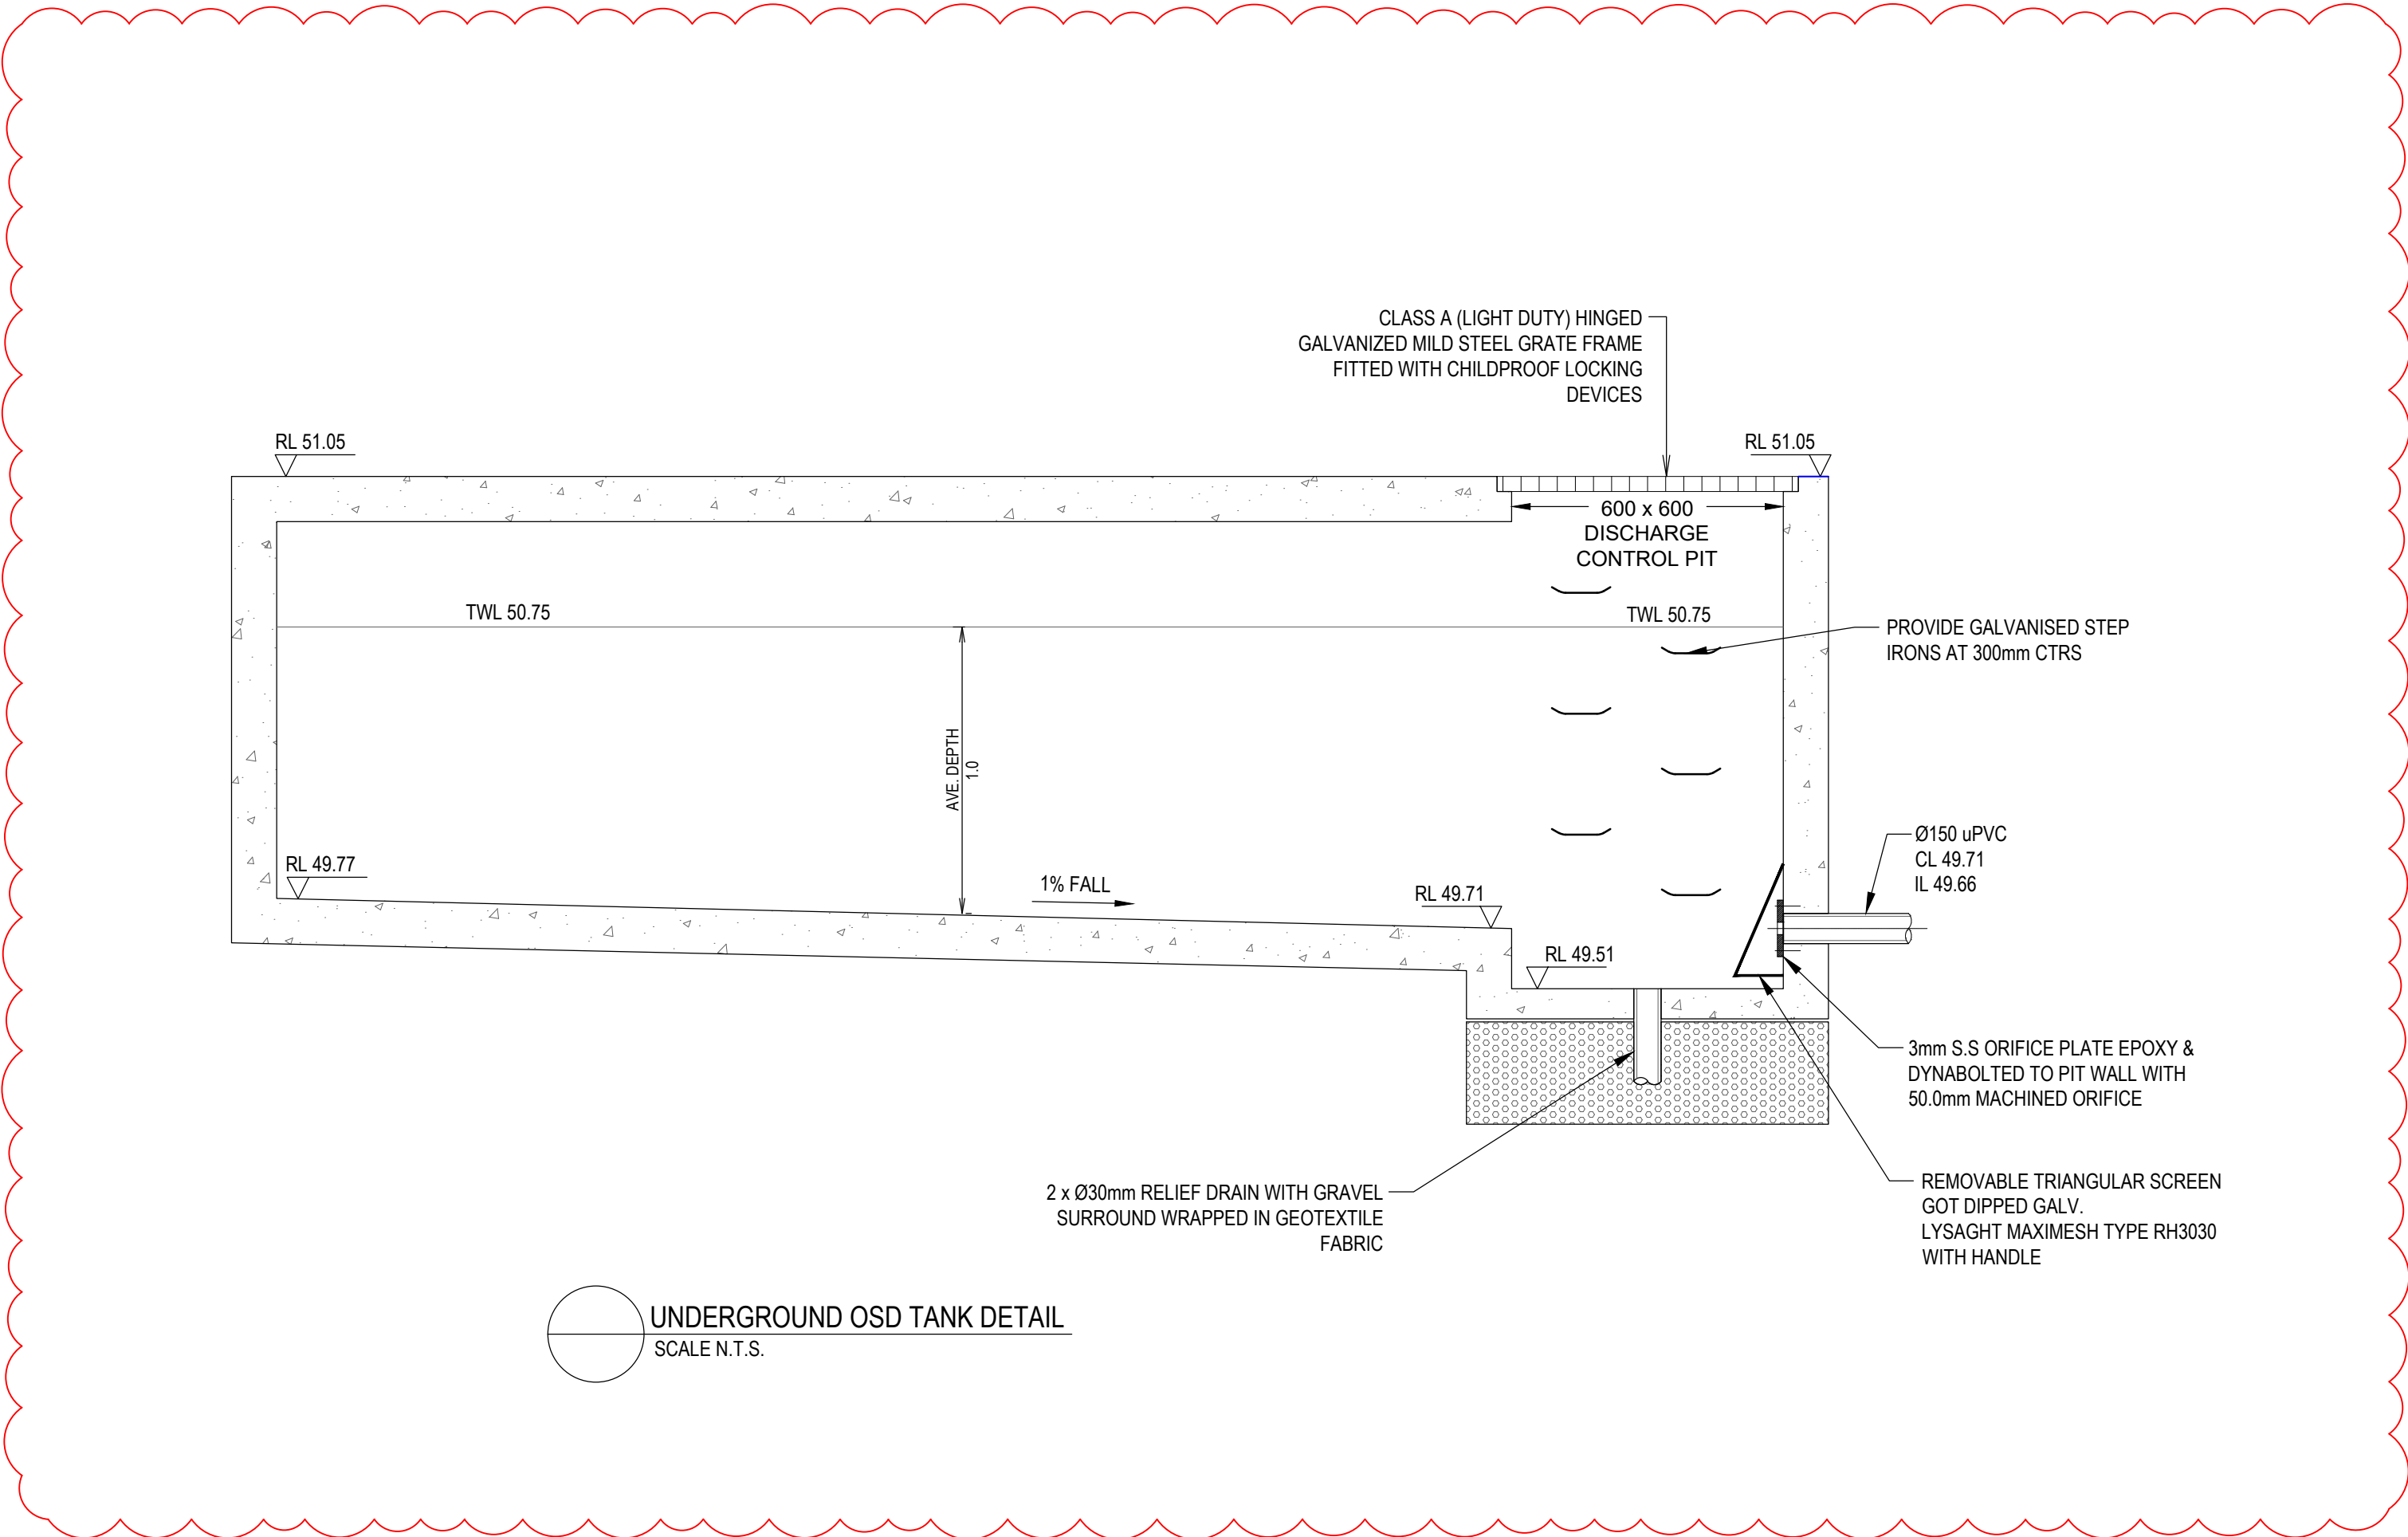 CLASS A (LIGHT DUTY) HINGED
GALVANIZED MILD STEEL GRATE FRAME
FITTED WITH CHILDPROOF LOCKING
DEVICES
RL 51.05
RL 51.05
600 x 600
DISCHARGE
CONTROL PIT
TWL 50.75
TWL 50.75
PROVIDE GALVANISED STEP
IRONS AT 300mm CTRS
AVE. DEPTH
1.0
Ø150 uPVC
CL 49.71
IL 49.66
RL 49.77
1% FALL
RL 49.71
RL 49.51
3mm S.S ORIFICE PLATE EPOXY &
DYNABOLTED TO PIT WALL WITH
50.0mm MACHINED ORIFICE
2 x Ø30mm RELIEF DRAIN WITH GRAVEL
SURROUND WRAPPED IN GEOTEXTILE
FABRIC
REMOVABLE TRIANGULAR SCREEN
GOT DIPPED GALV.
LYSAGHT MAXIMESH TYPE RH3030
WITH HANDLE
UNDERGROUND OSD TANK DETAIL
SCALE N.T.S.